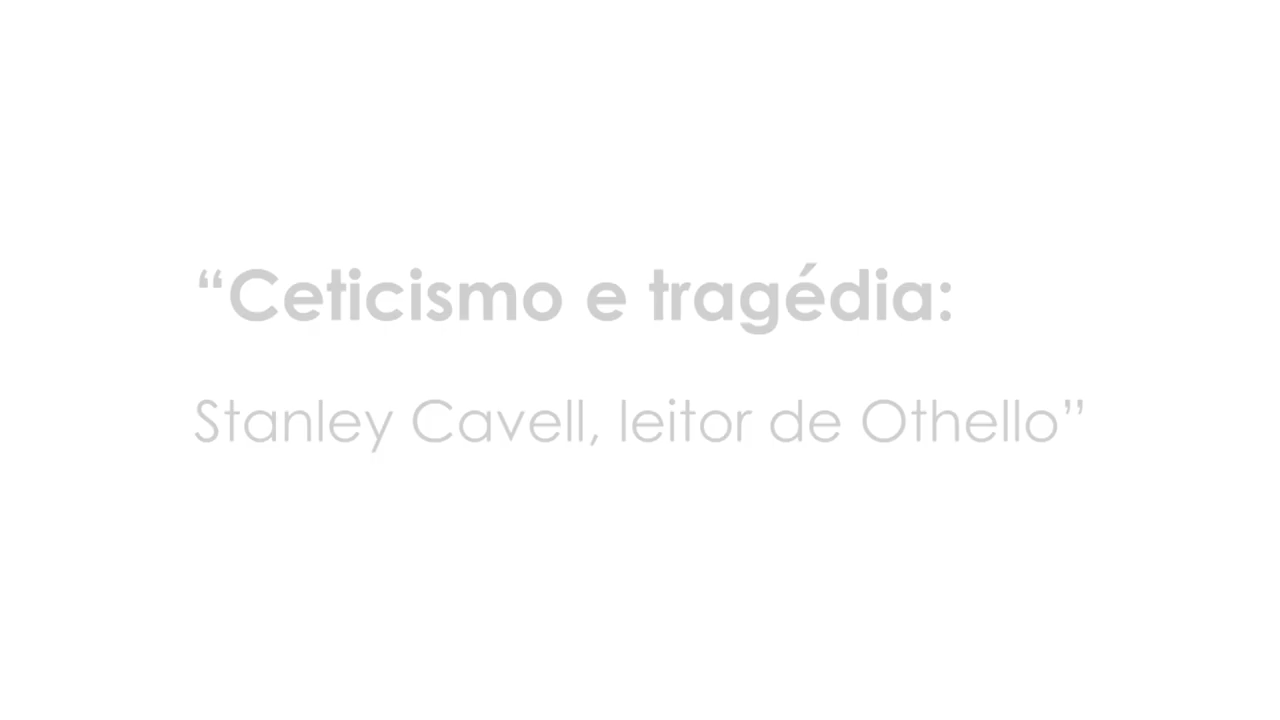 “Ceticismo e tragédia:
Stanley Cavell, leitor de Othello”